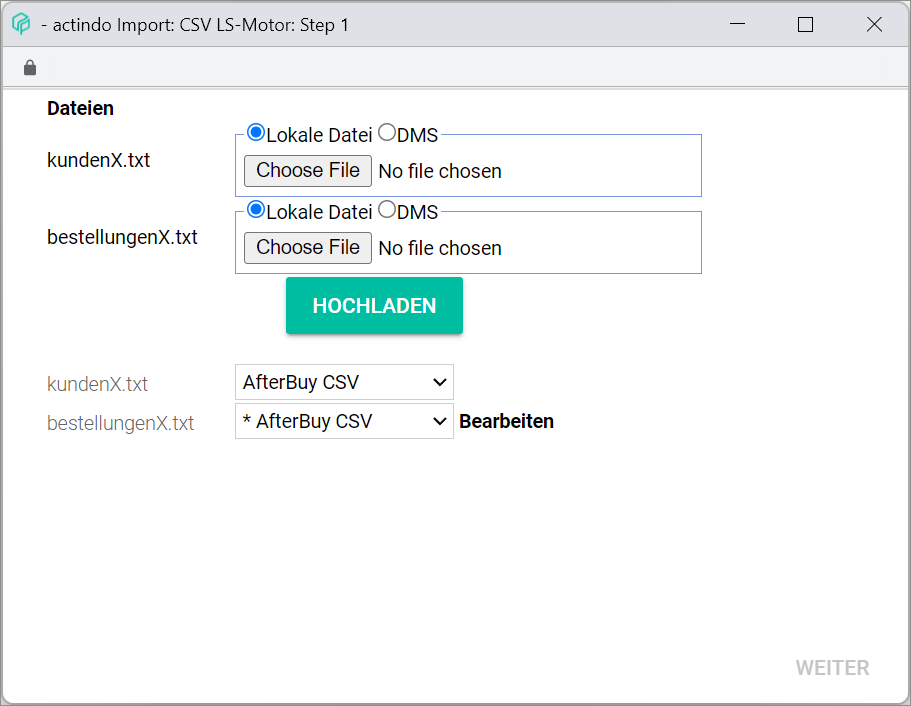 - actindo Import: CSV LS-Motor: Step 1
Dateien
Lokale Datei DMS
kundenX.txt
Choose File No file chosen
Lokale Datei DMS
bestellungenX.txt
Choose File No file chosen
HOCHLADEN
kundenX.txt AfterBuy CSV
bestellungenX.txt * AfterBuy CSV Bearbeiten
WEITER